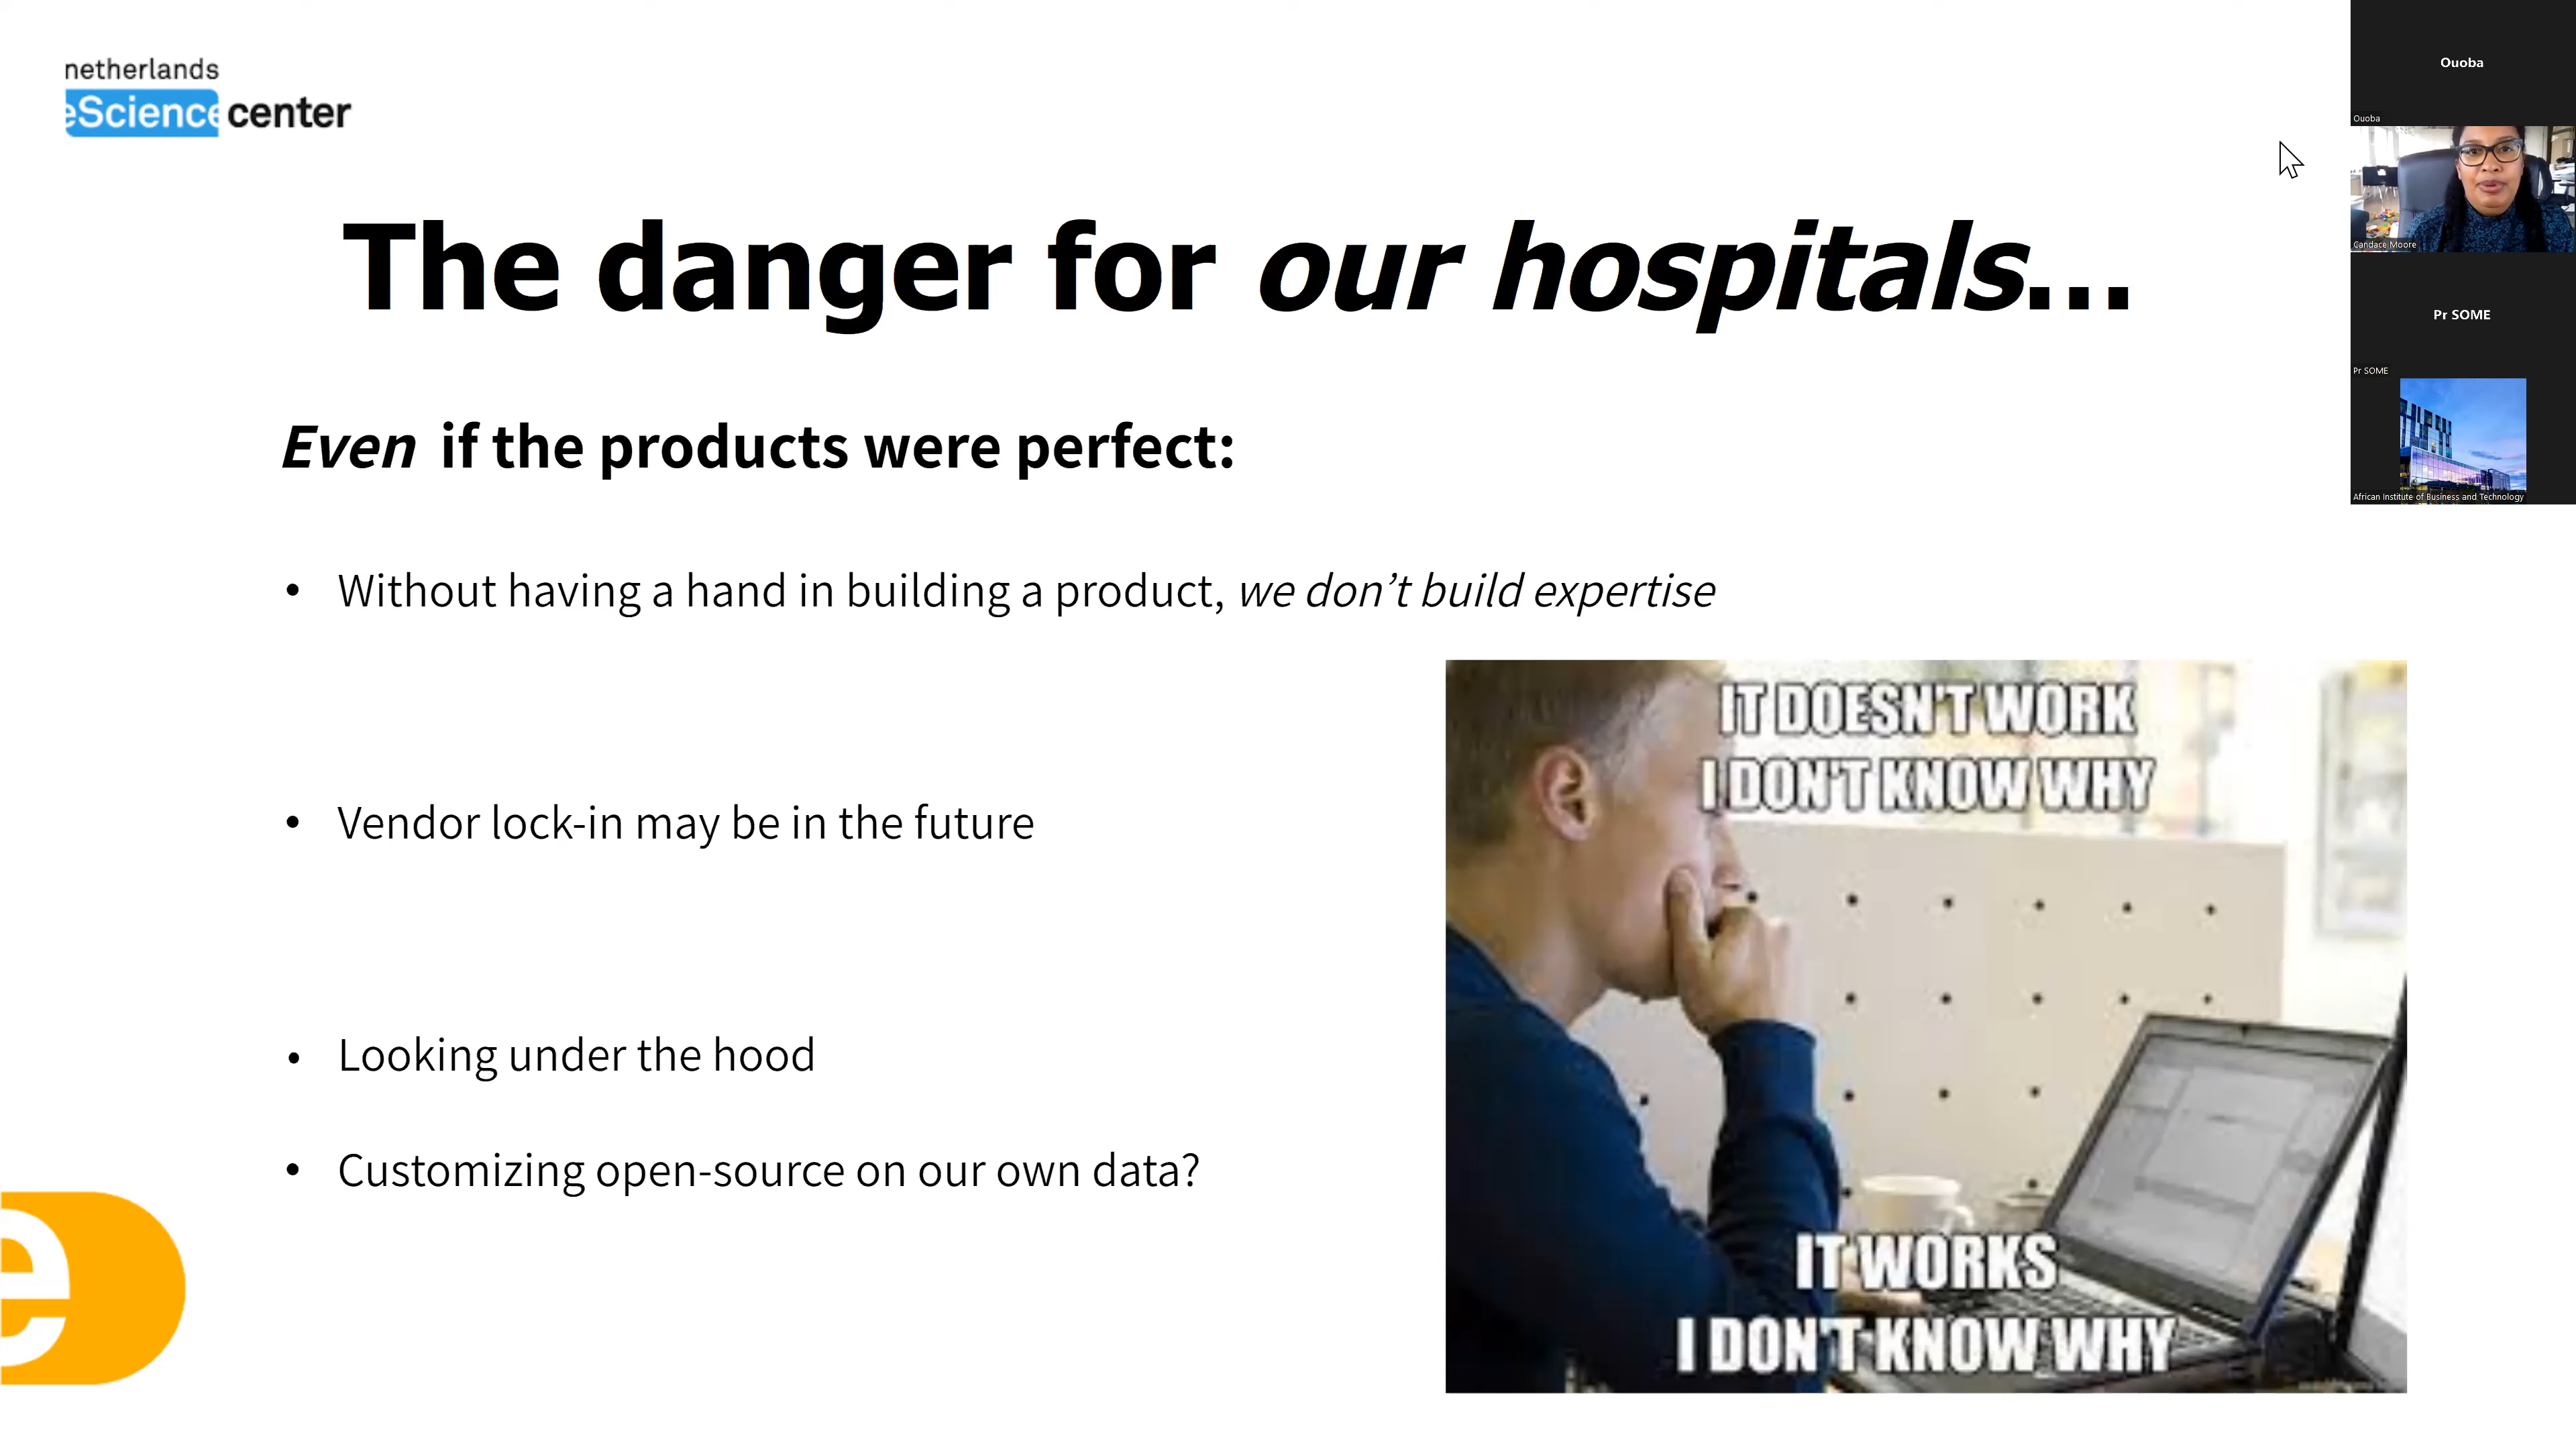 netherlands
eScience center
The danger for our hospitals...
Even if the products were perfect:
• Without having a hand in building a product, we don’t build expertise
• Vendor lock-in may be in the future
• Looking under the hood
• Customizing open-source on our own data?
IT DOESN'T WORK
I DON'T KNOW WHY
IT WORKS
I DON'T KNOW WHY
e
Ouoba
Ouoba
Candace Moore
Pr SOME
Pr SOME
African Institute of Business and Technology